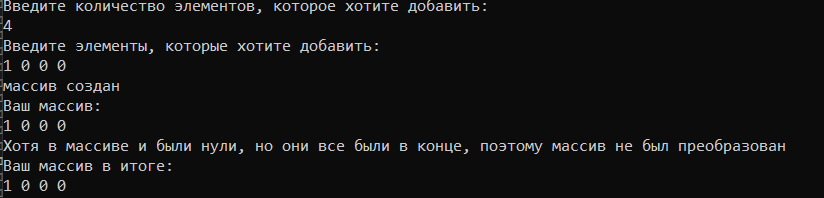 Введите количество элементов, которое хотите добавить:
4
Введите элементы, которые хотите добавить:
1 0 0 0
массив создан
Ваш массив:
1 0 0 0
Хотя в массиве и были нули, но они все были в конце, поэтому массив не был преобразован
Ваш массив в итоге:
1 0 0 0